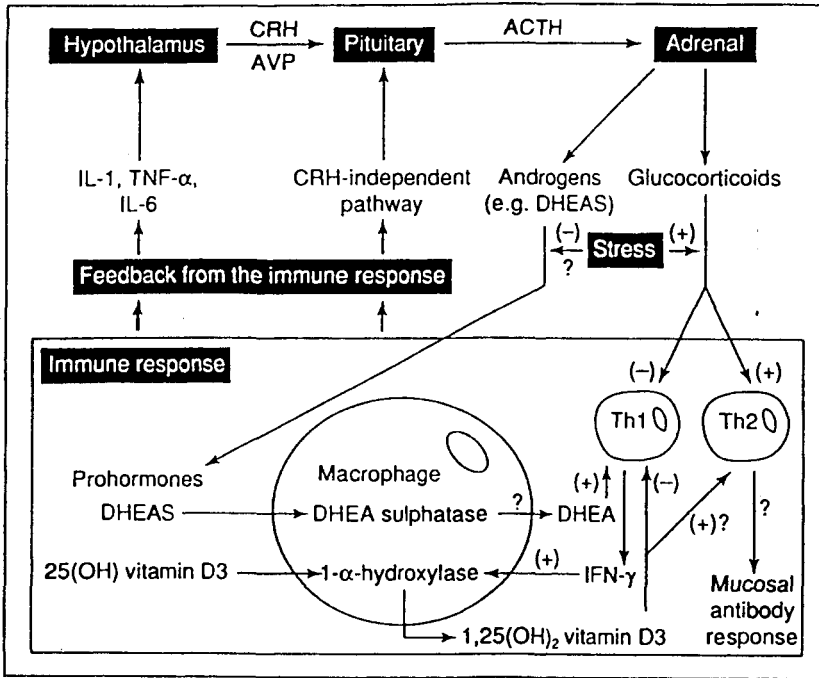 Hypothalamus
CRH
AVP
Pituitary
ACTH
Adrenal
IL-1, TNF-α,
IL-6
CRH-independent
pathway
Androgens
(e.g. DHEAS)
Glucocorticoids
(–)
?
Stress
(+)
Feedback from the immune response
Immune response
(–)
(+)
Th1
Th2
Prohormones
DHEAS
Macrophage
DHEA sulphatase
?
DHEA
(+)
(–)
(+)?
?
25(OH) vitamin D3
1-α-hydroxylase
(+)
IFN-γ
1,25(OH)₂ vitamin D3
Mucosal
antibody
response